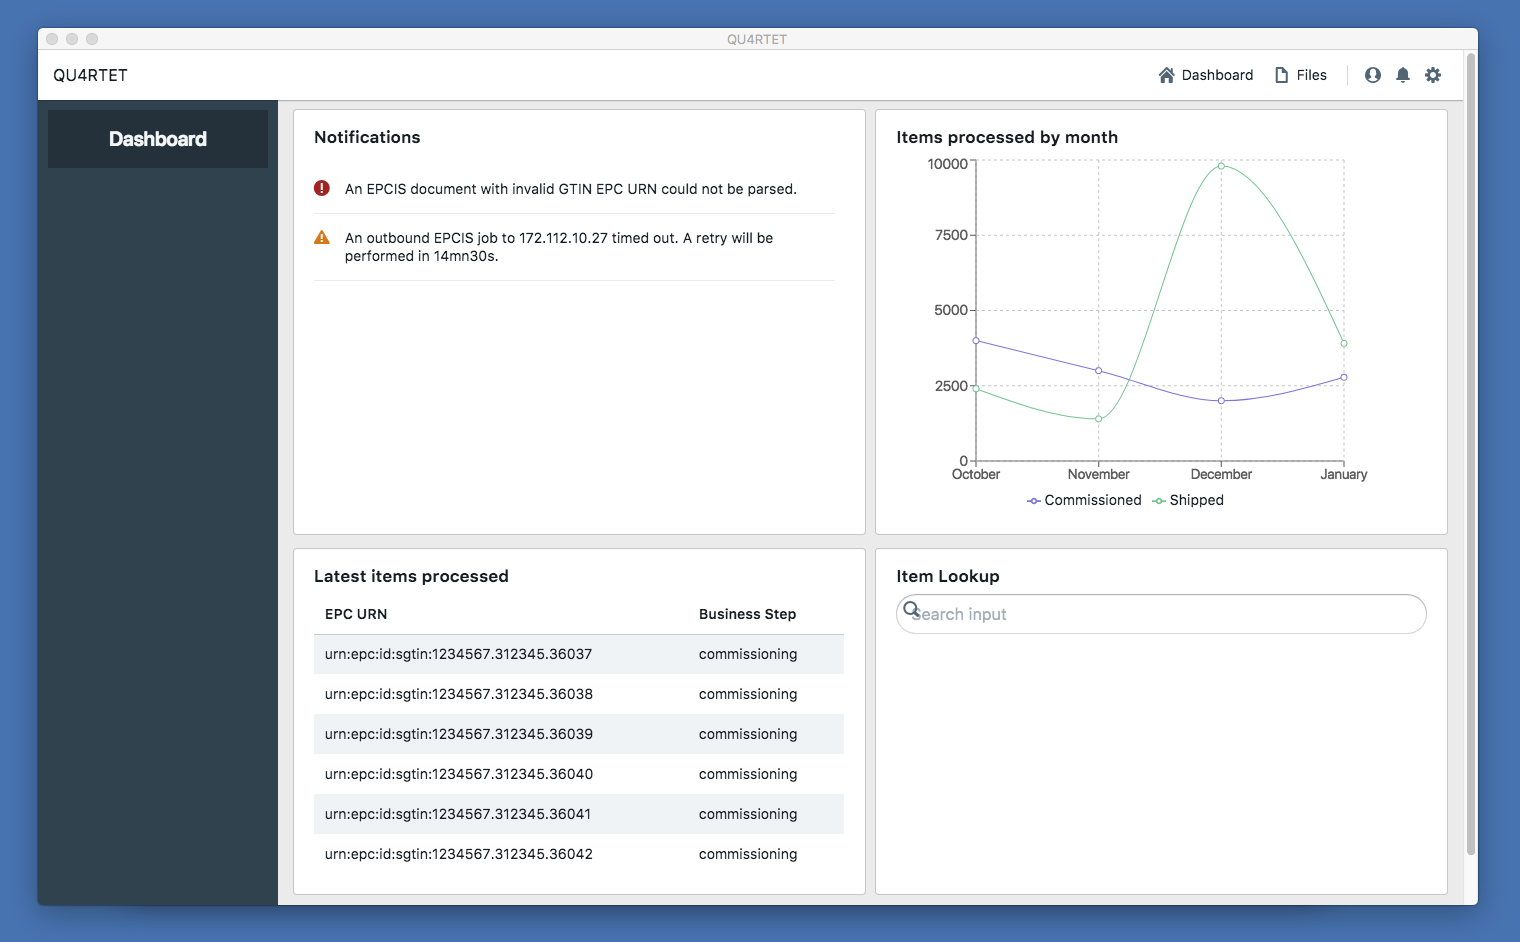 QU4RTET
QU4RTET
Dashboard
Files
Dashboard
Notifications
An EPCIS document with invalid GTIN EPC URN could not be parsed.
An outbound EPCIS job to 172.112.10.27 timed out. A retry will be
performed in 14mn30s.
Items processed by month
10000
7500
5000
2500
0
October November December January
Commissioned Shipped
Latest items processed
EPC URN Business Step
urn:epc:id:sgtin:1234567.312345.36037 commissioning
urn:epc:id:sgtin:1234567.312345.36038 commissioning
urn:epc:id:sgtin:1234567.312345.36039 commissioning
urn:epc:id:sgtin:1234567.312345.36040 commissioning
urn:epc:id:sgtin:1234567.312345.36041 commissioning
urn:epc:id:sgtin:1234567.312345.36042 commissioning
Item Lookup
Search input